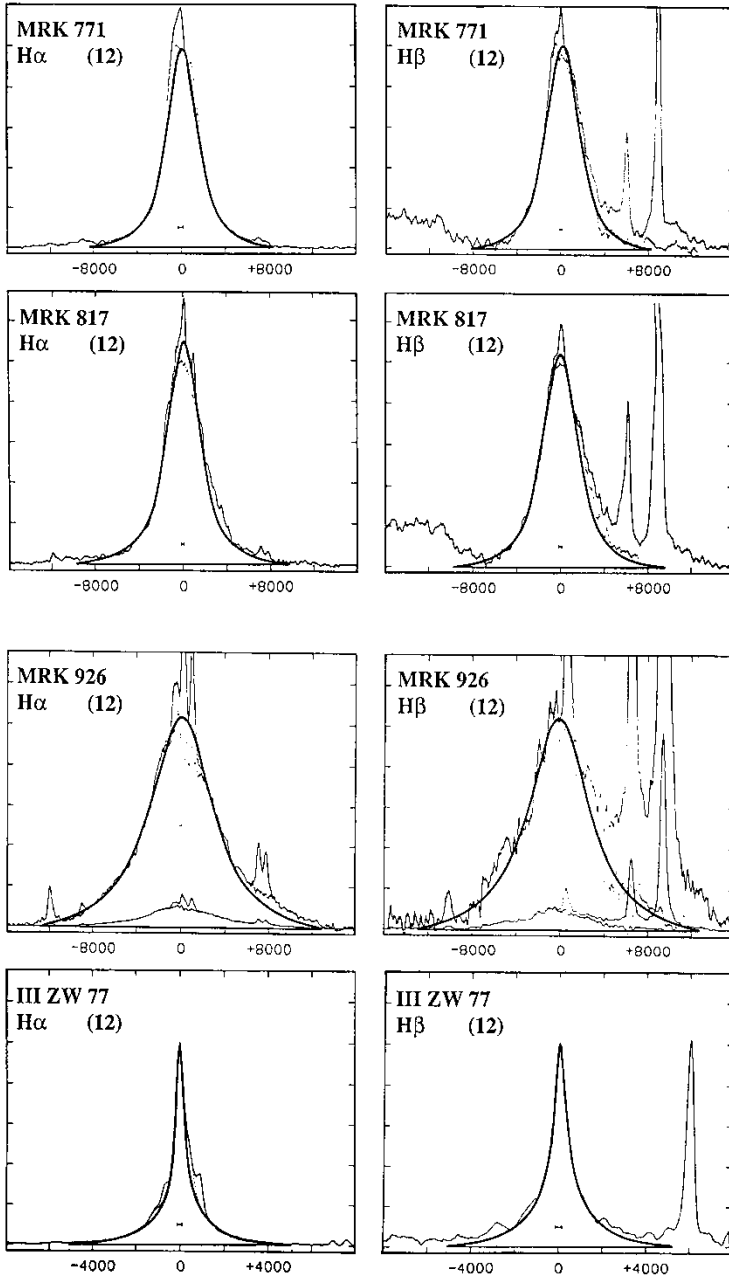 MRK 771
Hα (12)
−8000 0 +8000
MRK 771
Hβ (12)
−8000 0 +8000
MRK 817
Hα (12)
−8000 0 +8000
MRK 817
Hβ (12)
−8000 0 +8000
MRK 926
Hα (12)
−8000 0 +8000
MRK 926
Hβ (12)
−8000 0 +8000
III ZW 77
Hα (12)
−4000 0 +4000
III ZW 77
Hβ (12)
−4000 0 +4000